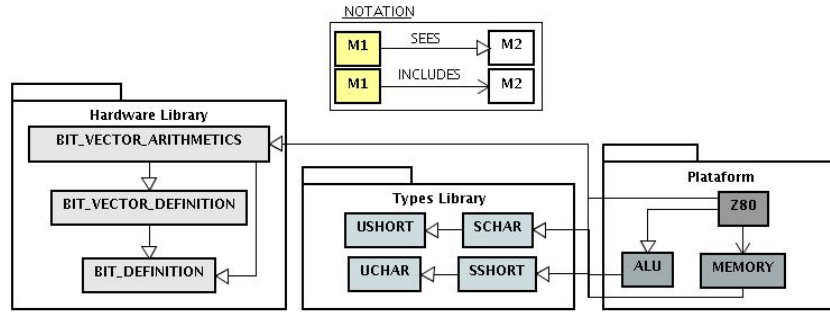 NOTATION
M1 SEES M2
M1 INCLUDES M2
Hardware Library
BIT_VECTOR_ARITHMETICS
BIT_VECTOR_DEFINITION
BIT_DEFINITION
Types Library
USHORT SCHAR
UCHAR SSHORT
Plataform
Z80
ALU MEMORY